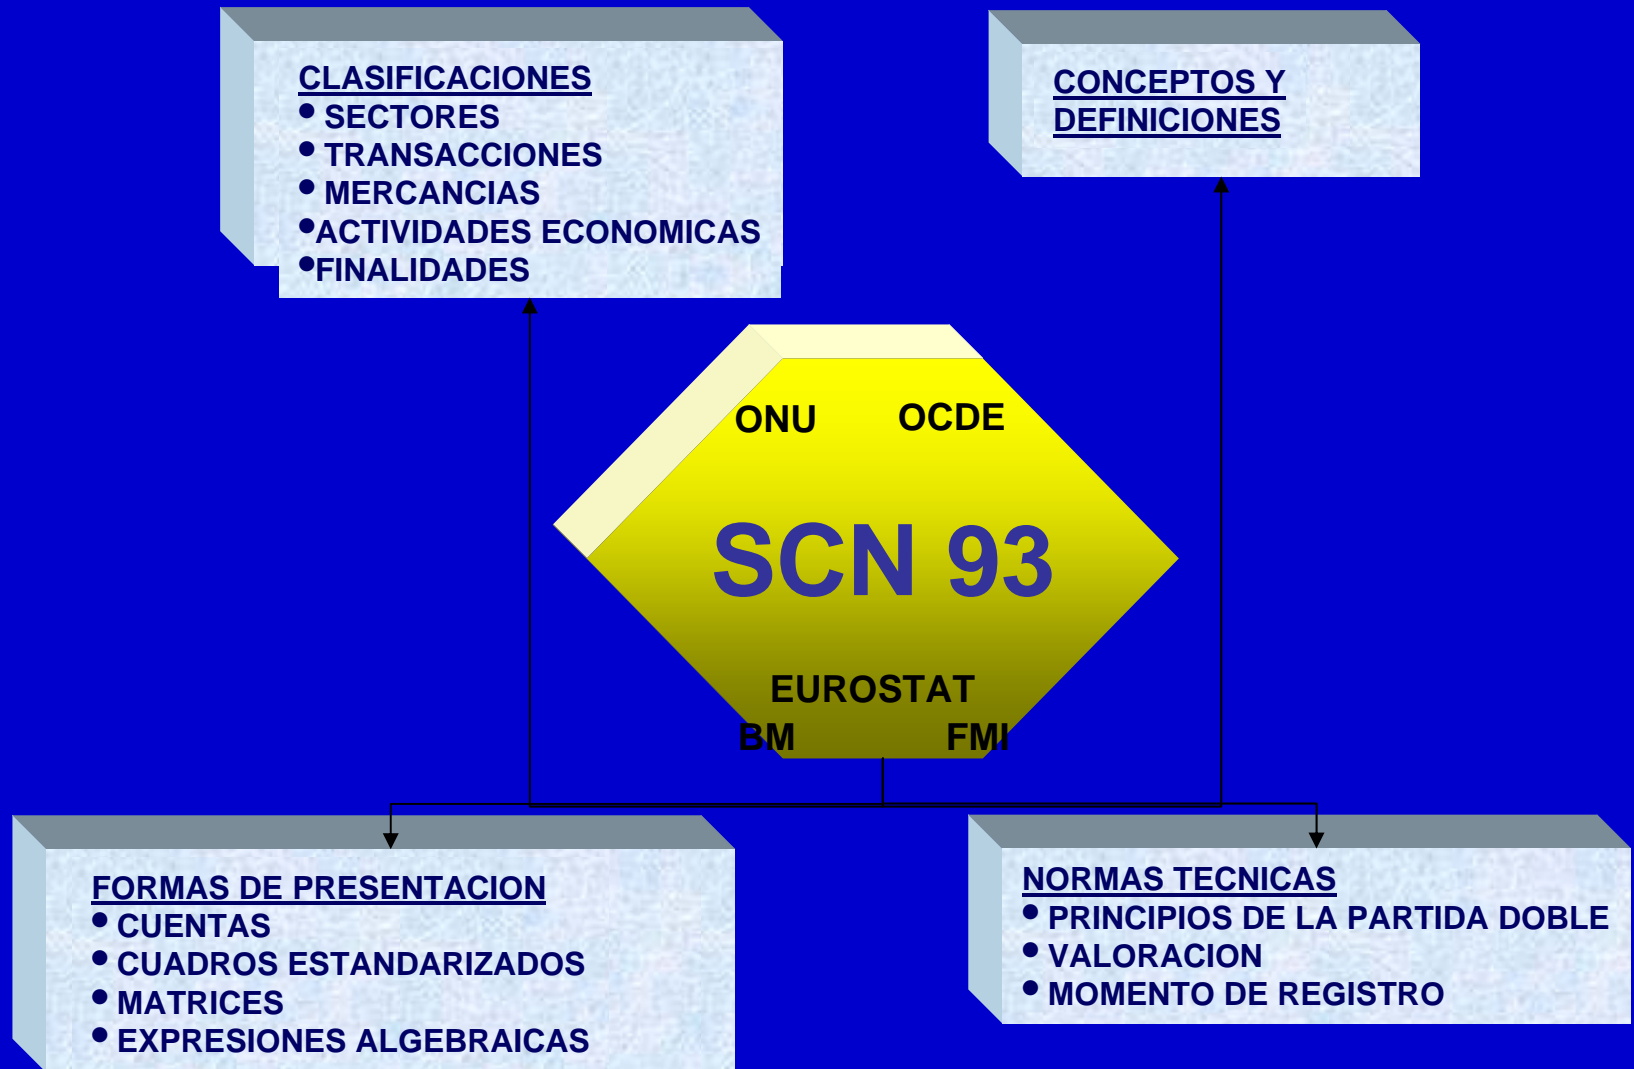 CLASIFICACIONES
• SECTORES
• TRANSACCIONES
• MERCANCIAS
•ACTIVIDADES ECONOMICAS
•FINALIDADES
CONCEPTOS Y
DEFINICIONES
ONU OCDE
SCN 93
EUROSTAT
BM FMI
FORMAS DE PRESENTACION
• CUENTAS
• CUADROS ESTANDARIZADOS
• MATRICES
• EXPRESIONES ALGEBRAICAS
NORMAS TECNICAS
• PRINCIPIOS DE LA PARTIDA DOBLE
• VALORACION
• MOMENTO DE REGISTRO